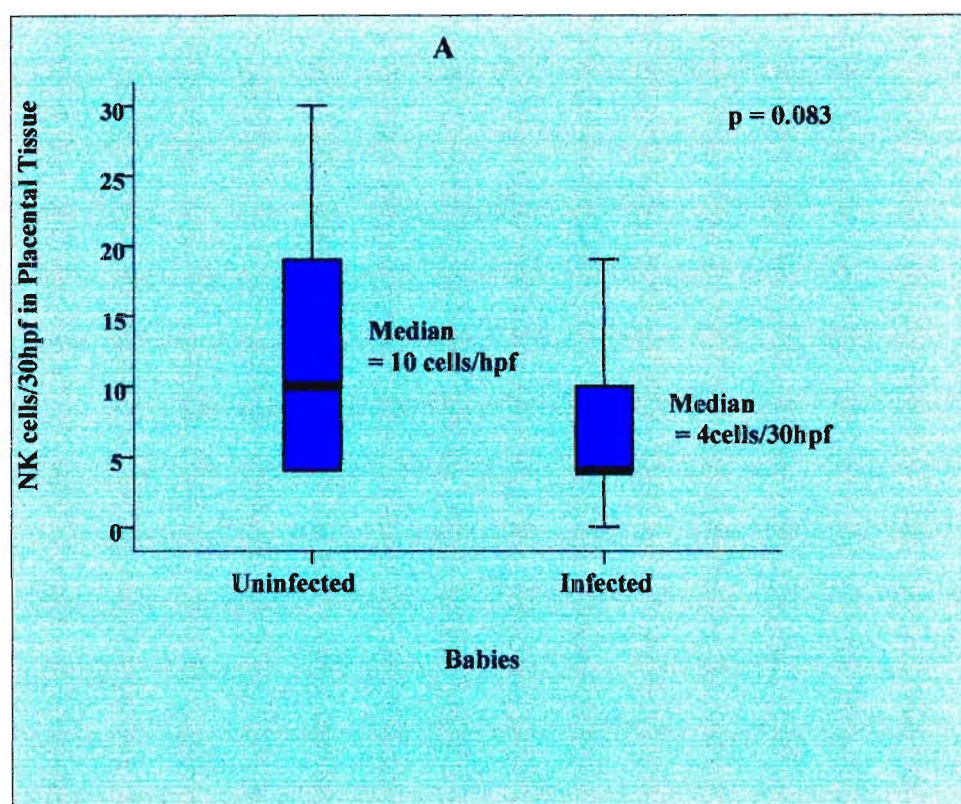 A
p = 0.083
NK cells/30hpf in Placental Tissue
30
25
20
15
10
5
0
Median
= 10 cells/hpf
Median
= 4cells/30hpf
Uninfected
Infected
Babies